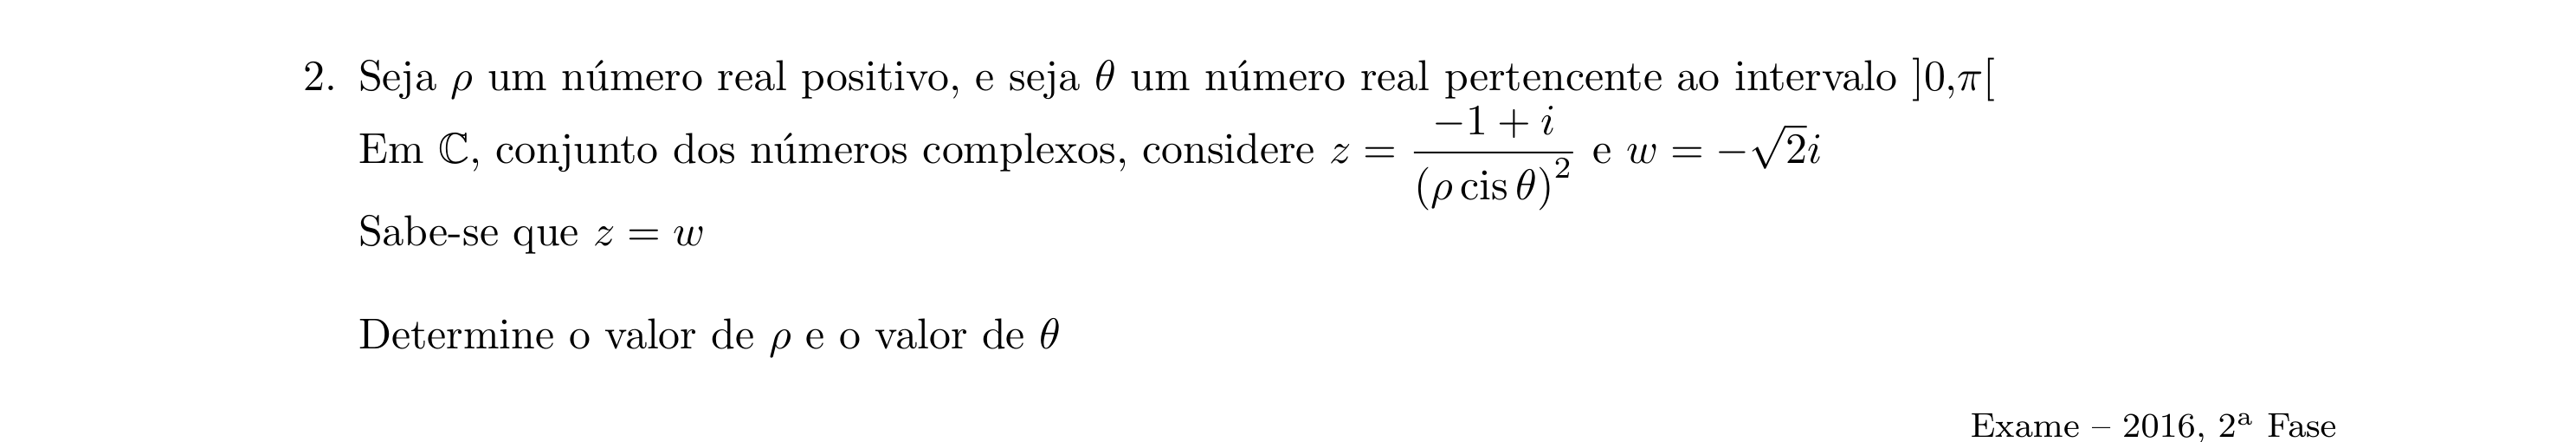 2. Seja ρ um número real positivo, e seja θ um número real pertencente ao intervalo ]0,π[
Em ℂ, conjunto dos números complexos, considere z = \frac{-1 + i}{(ρ cis θ)^2} e w = −√2i
Sabe-se que z = w
Determine o valor de ρ e o valor de θ
Exame – 2016, 2ª Fase